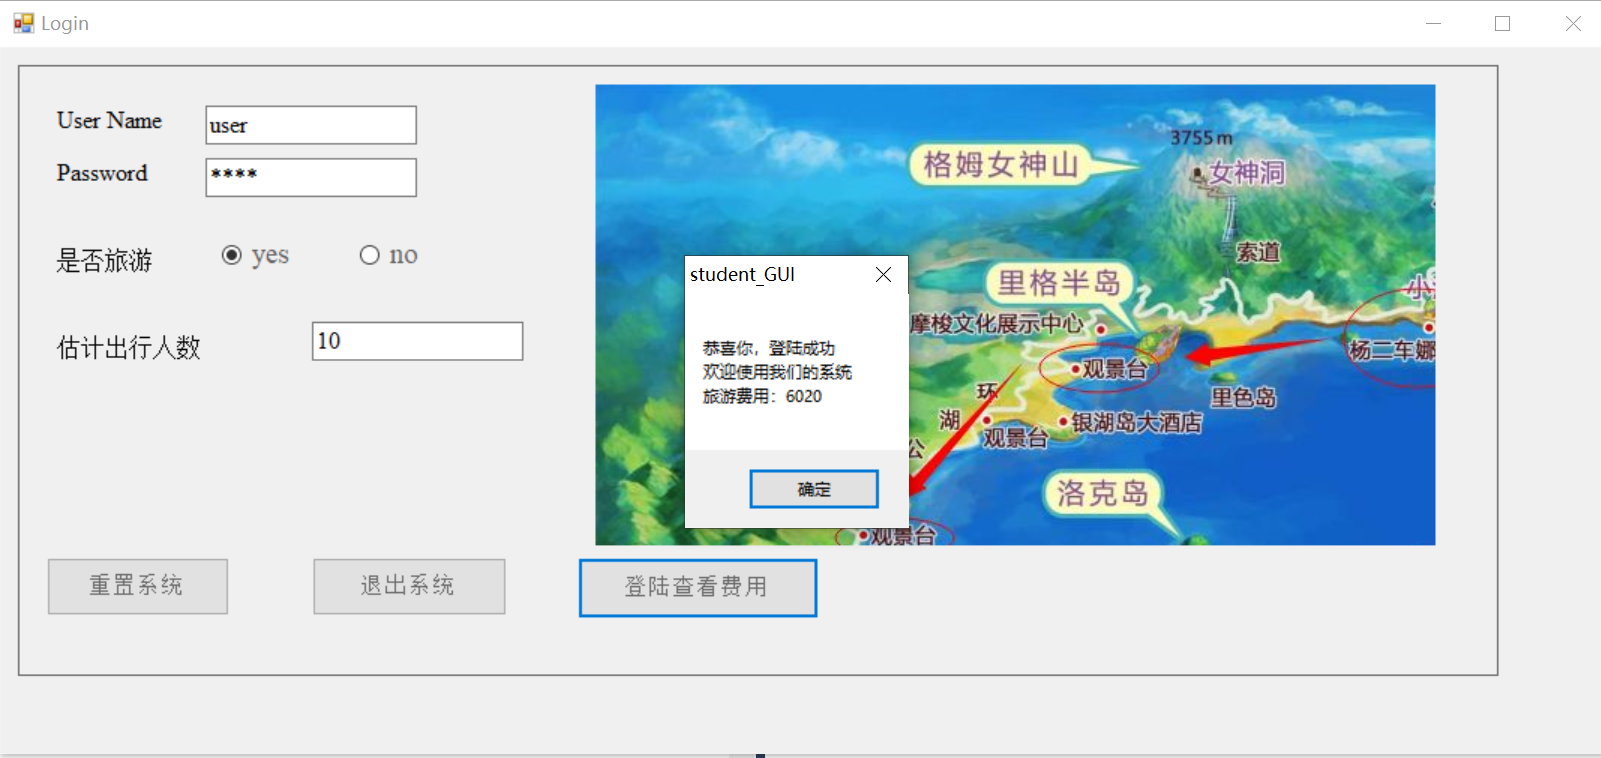 Login
User Name
user
Password
****
是否旅游
yes
no
估计出行人数
10
3755m
格姆女神山
女神洞
索道
里格半岛
小
摩梭文化展示中心
观景台
杨二车娜
里色岛
环
湖
银湖岛大酒店
观景台
公
洛克岛
观景台
student_GUI
恭喜你，登陆成功
欢迎使用我们的系统
旅游费用：6020
确定
重置系统
退出系统
登陆查看费用